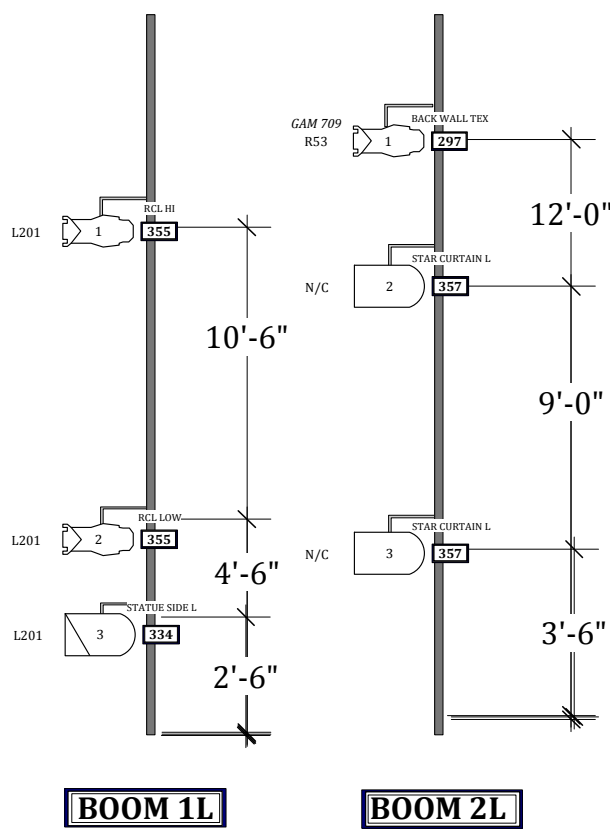 RCL HI
L201
1
355
10'-6"
RCL LOW
L201
2
355
4'-6"
STATUE SIDE L
L201
3
334
2'-6"
BOOM 1L
GAM 709
BACK WALL TEX
R53
1
297
12'-0"
STAR CURTAIN L
N/C
2
357
9'-0"
STAR CURTAIN L
N/C
3
357
3'-6"
BOOM 2L